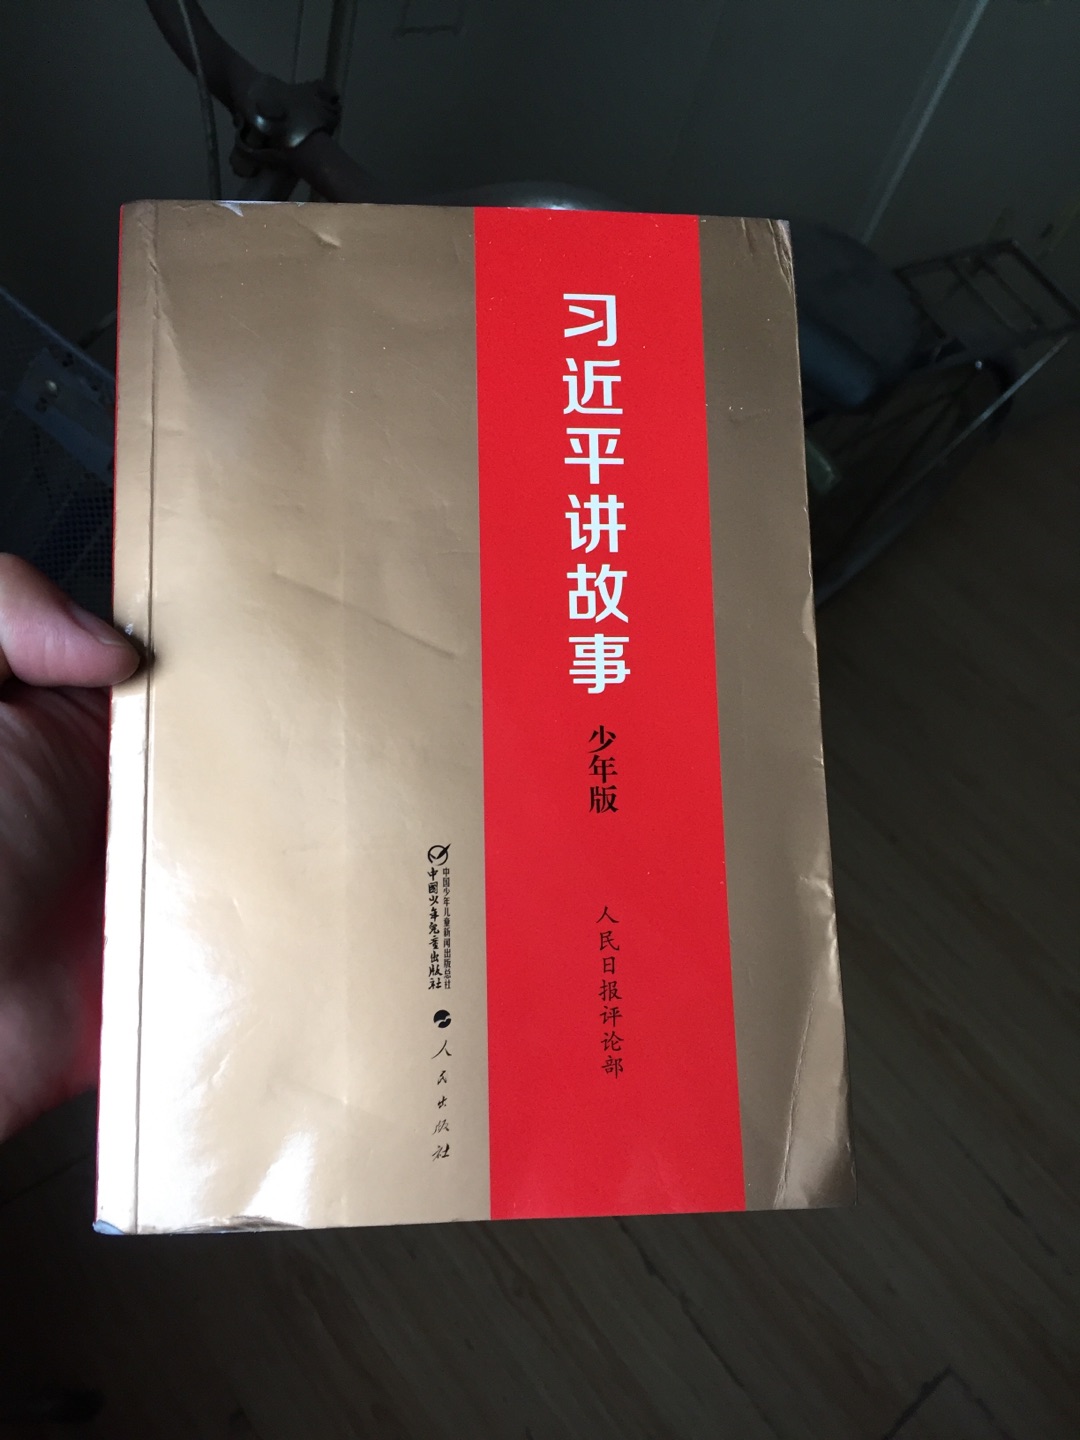 习近平讲故事
少年版
人民日报评论部
中国少年儿童新闻出版总社
中國少年兒童出版社
人民出版社